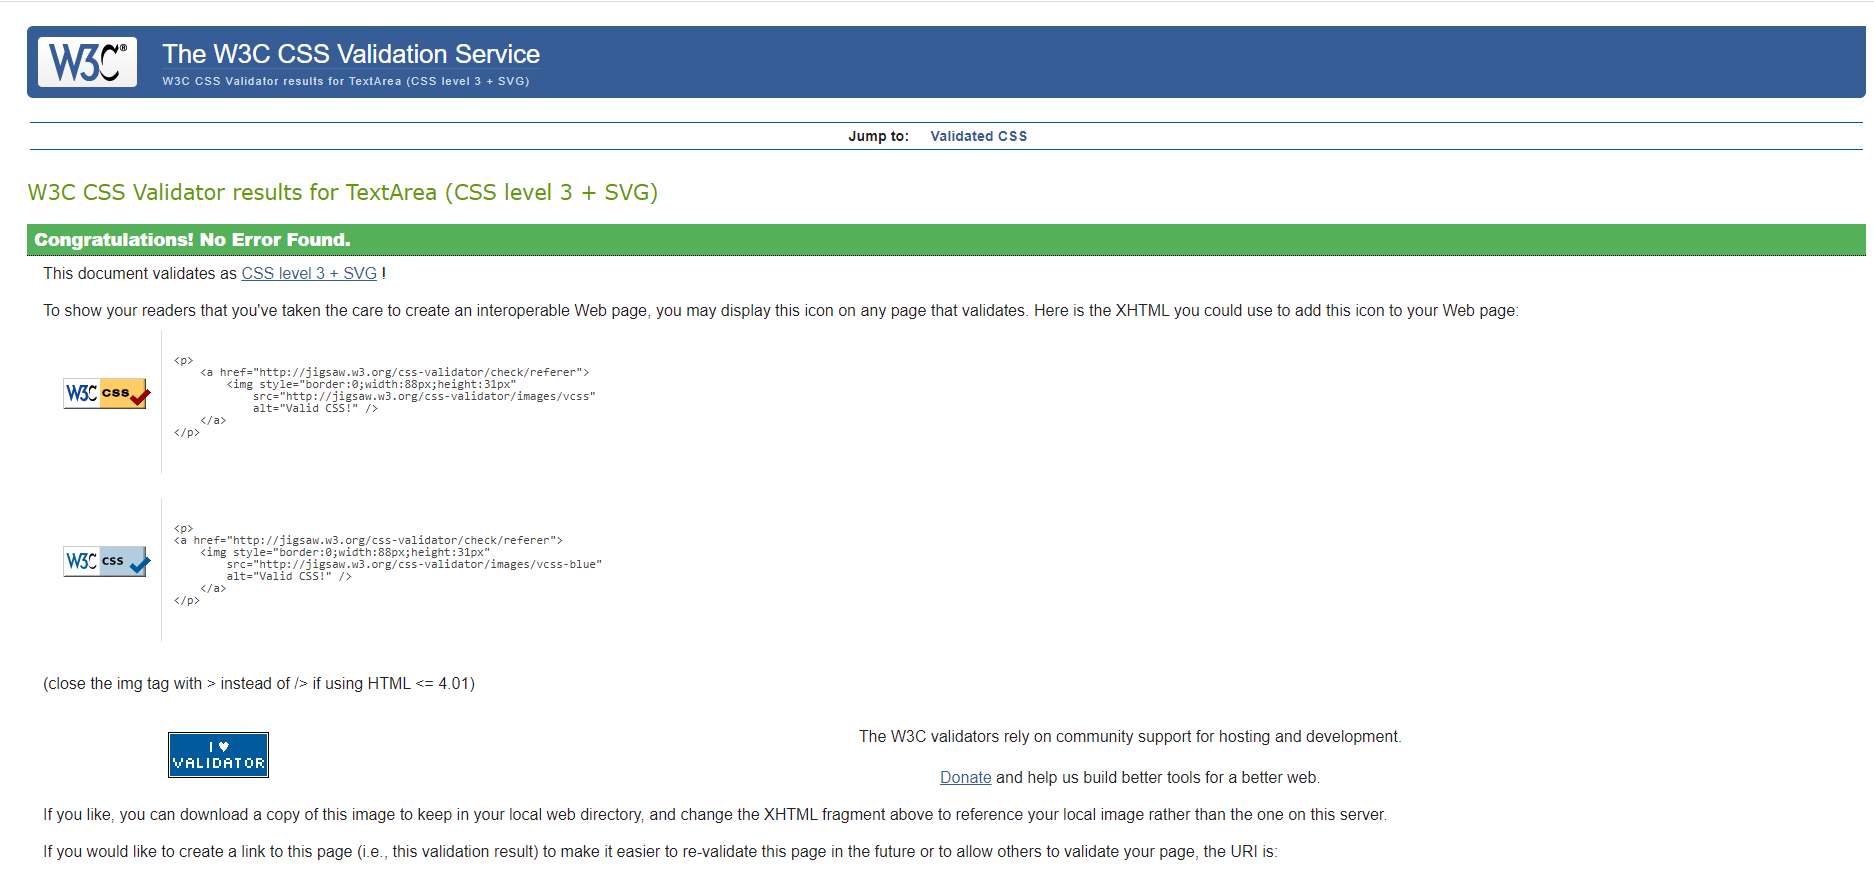 W3C®
The W3C CSS Validation Service
W3C CSS Validator results for TextArea (CSS level 3 + SVG)
Jump to: Validated CSS
W3C CSS Validator results for TextArea (CSS level 3 + SVG)
Congratulations! No Error Found.
This document validates as CSS level 3 + SVG !
To show your readers that you've taken the care to create an interoperable Web page, you may display this icon on any page that validates. Here is the XHTML you could use to add this icon to your Web page:
W3C css
<p>
    <a href="http://jigsaw.w3.org/css-validator/check/referer">
        <img style="border:0;width:88px;height:31px"
            src="http://jigsaw.w3.org/css-validator/images/vcss"
            alt="Valid CSS!" />
    </a>
</p>
W3C css
<p>
<a href="http://jigsaw.w3.org/css-validator/check/referer">
    <img style="border:0;width:88px;height:31px"
        src="http://jigsaw.w3.org/css-validator/images/vcss-blue"
        alt="Valid CSS!" />
    </a>
</p>
(close the img tag with > instead of /> if using HTML <= 4.01)
I ♥
VALIDATOR
The W3C validators rely on community support for hosting and development.
Donate and help us build better tools for a better web.
If you like, you can download a copy of this image to keep in your local web directory, and change the XHTML fragment above to reference your local image rather than the one on this server.
If you would like to create a link to this page (i.e., this validation result) to make it easier to re-validate this page in the future or to allow others to validate your page, the URI is: